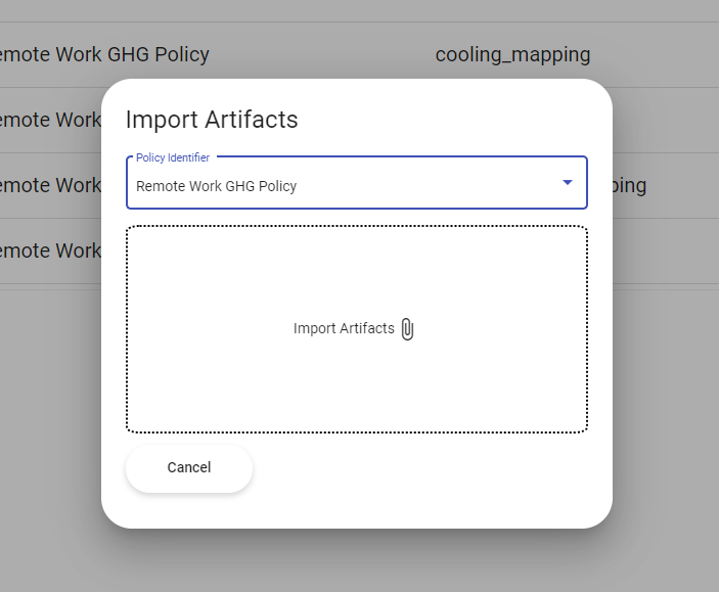 emote Work GHG Policy cooling_mapping
Import Artifacts
emote Work
Policy Identifier
Remote Work GHG Policy
emote Work ping
emote Work
Import Artifacts
Cancel